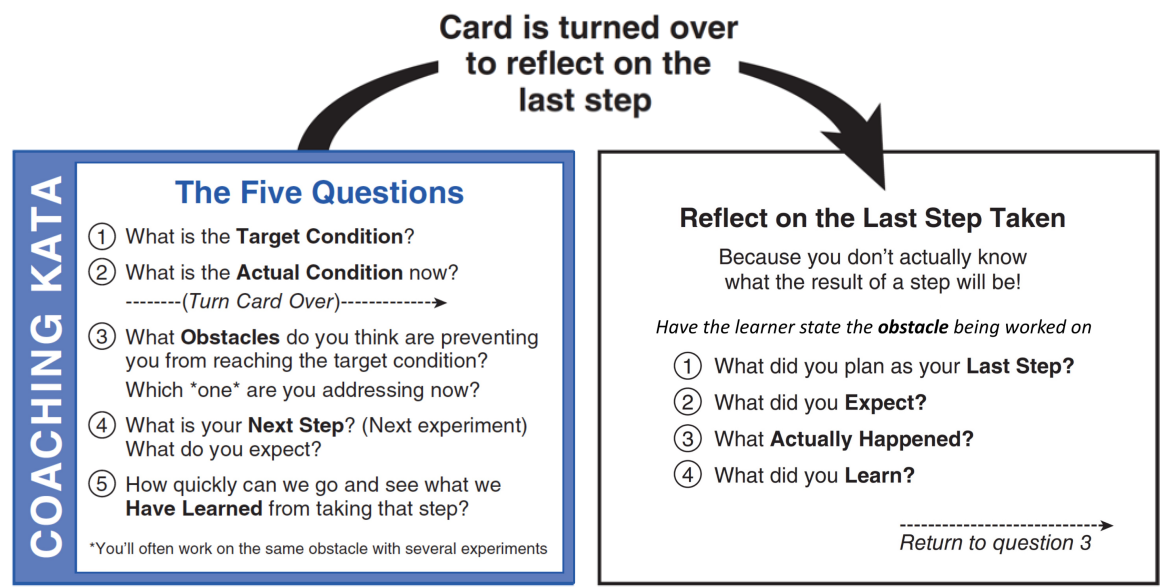 Card is turned over
to reflect on the
last step
COACHING KATA
The Five Questions
1 What is the Target Condition?
2 What is the Actual Condition now?
--------(Turn Card Over)------------->
3 What Obstacles do you think are preventing
you from reaching the target condition?
Which *one* are you addressing now?
4 What is your Next Step? (Next experiment)
What do you expect?
5 How quickly can we go and see what we
Have Learned from taking that step?
*You'll often work on the same obstacle with several experiments
Reflect on the Last Step Taken
Because you don't actually know
what the result of a step will be!
Have the learner state the obstacle being worked on
1 What did you plan as your Last Step?
2 What did you Expect?
3 What Actually Happened?
4 What did you Learn?
Return to question 3